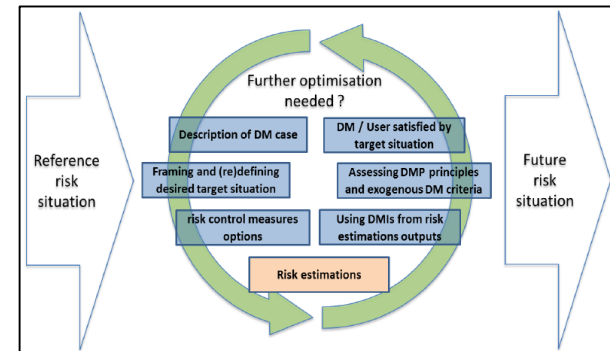 Further optimisation
needed ?
Reference
risk
situation
Description of DM case
Framing and (re)defining
desired target situation
risk control measures
options
Risk estimations
Using DMIs from risk
estimations outputs
Assessing DMP principles
and exogenous DM criteria
DM / User satisfied by
target situation
Future
risk
situation